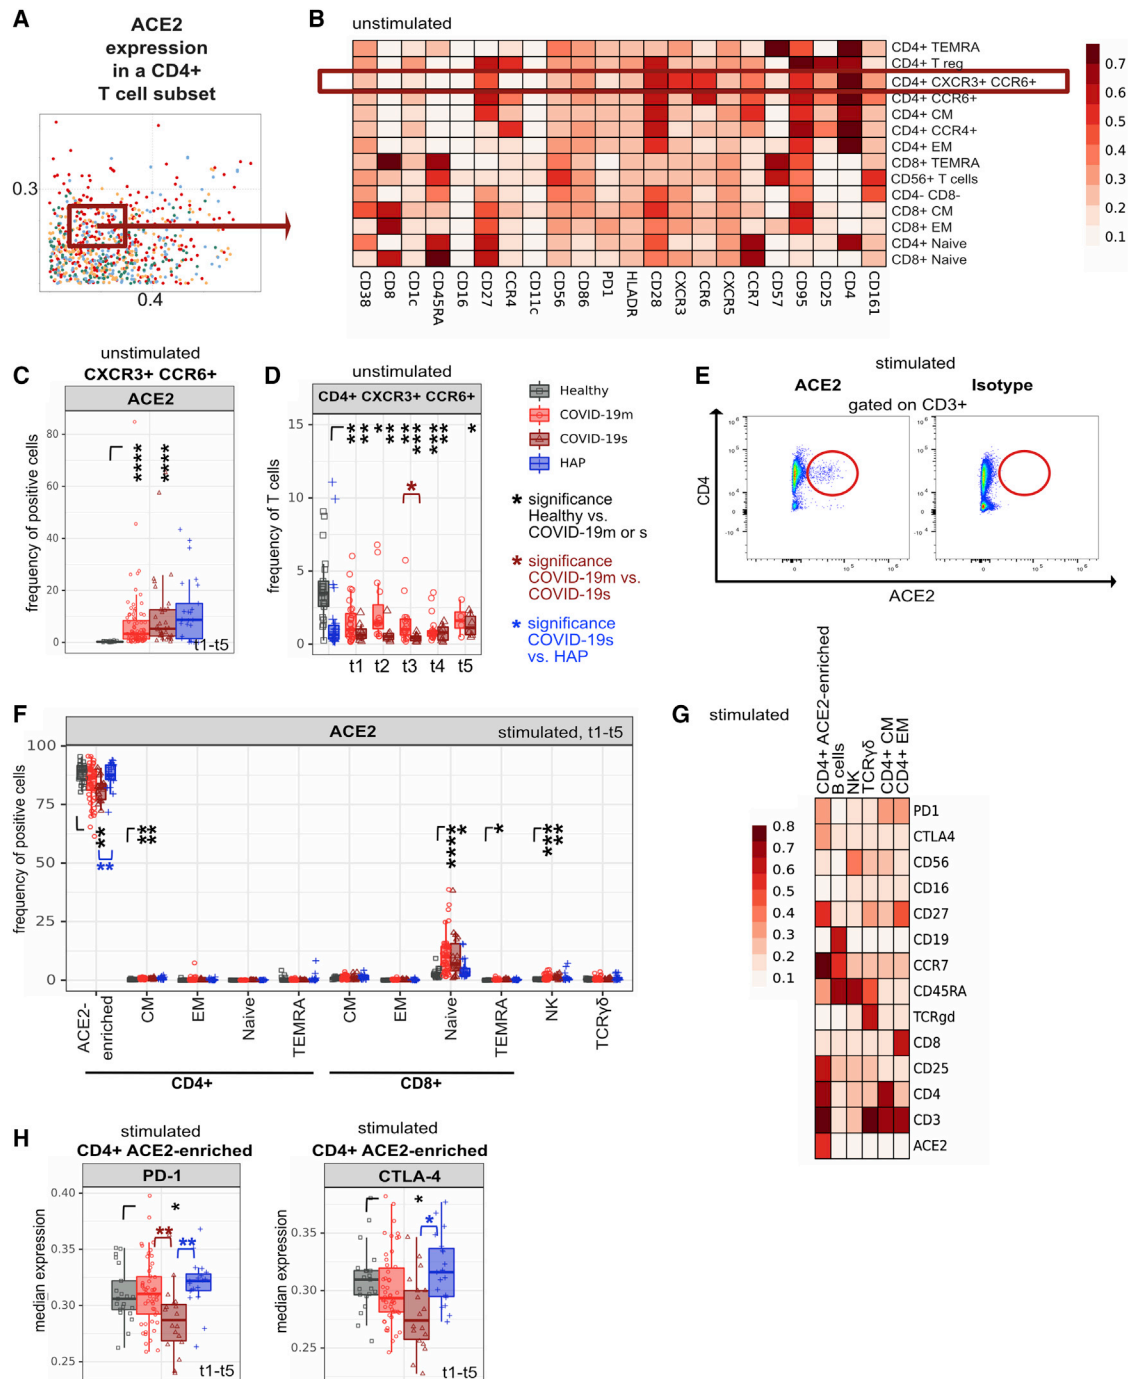 A
ACE2
expression
in a CD4+
T cell subset
0.3
0.4
B
unstimulated
CD4+ TEMRA
CD4+ T reg
CD4+ CXCR3+ CCR6+
CD4+ CCR6+
CD4+ CM
CD4+ CCR4+
CD4+ EM
CD8+ TEMRA
CD56+ T cells
CD4- CD8-
CD8+ CM
CD8+ EM
CD4+ Naive
CD8+ Naive
CD38
CD8
CD1c
CD45RA
CD16
CD27
CCR4
CD11c
CD56
CD86
PD1
HLADR
CD28
CXCR3
CCR6
CXCR5
CCR7
CD57
CD95
CD25
CD4
CD161
0.7
0.6
0.5
0.4
0.3
0.2
0.1
C
unstimulated
CXCR3+ CCR6+
ACE2
frequency of positive cells
80
60
40
20
0
****
****
t1-t5
D
unstimulated
CD4+ CXCR3+ CCR6+
frequency of T cells
15
10
5
0
t1 t2 t3 t4 t5
Healthy
COVID-19m
COVID-19s
HAP
* significance
Healthy vs.
COVID-19m or s
* significance
COVID-19m vs.
COVID-19s
* significance
COVID-19s
vs. HAP
E
stimulated
ACE2 Isotype
gated on CD3+
CD4
ACE2
F
ACE2
stimulated, t1-t5
frequency of positive cells
100
75
50
25
0
ACE2-
enriched
CM
EM
Naive
TEMRA
CM
EM
Naive
TEMRA
NK
TCRγδ
CD4+
CD8+
G
stimulated
CD4+ ACE2-enriched
B cells
NK
TCRγδ
CD4+ CM
CD4+ EM
PD1
CTLA4
CD56
CD16
CD27
CD19
CCR7
CD45RA
TCRgd
CD8
CD25
CD4
CD3
ACE2
0.8
0.7
0.6
0.5
0.4
0.3
0.2
0.1
H
stimulated
CD4+ ACE2-enriched
PD-1
median expression
0.40
0.35
0.30
0.25
*
**
**
t1-t5
stimulated
CD4+ ACE2-enriched
CTLA-4
median expression
0.35
0.30
0.25
*
*
t1-t5